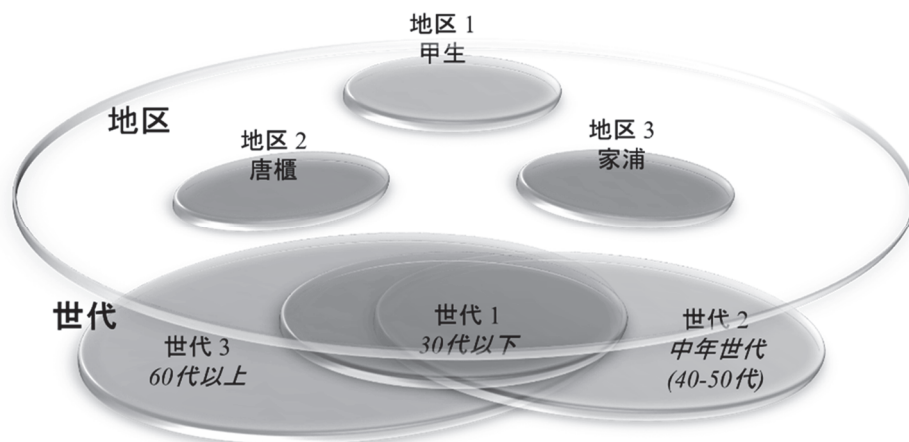 地区 1
甲生
地区
地区 2
唐櫃
地区 3
家浦
世代
世代 1
30代以下
世代 2
中年世代
(40-50代)
世代 3
60代以上